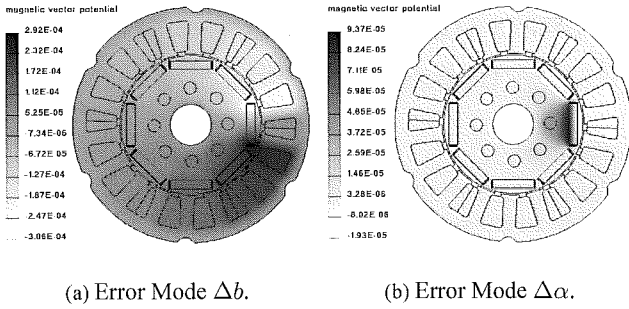 magnetic vector potential
2.92E-04
2.32E-04
1.72E-04
1.12E-04
5.25E-05
-7.34E-06
-6.72E-05
-1.27E-04
-1.87E-04
-2.47E-04
-3.06E-04
(a) Error Mode Δb.
magnetic vector potential
9.37E-05
8.24E-05
7.11E-05
5.98E-05
4.85E-05
3.72E-05
2.59E-05
1.46E-05
3.28E-06
-8.02E-06
-1.93E-05
(b) Error Mode Δα.